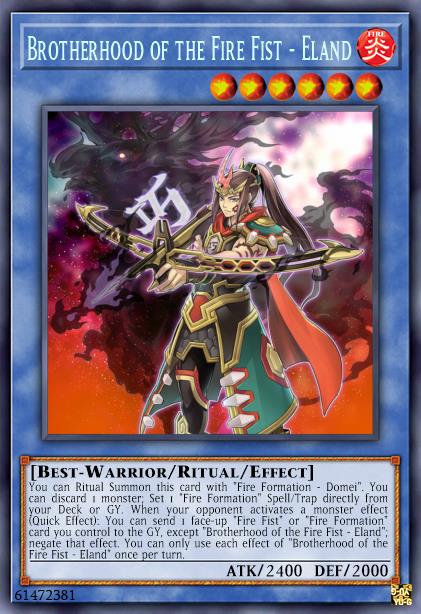 Brotherhood of the Fire Fist - Eland
FIRE
炎
[Best-Warrior/Ritual/Effect]
You can Ritual Summon this card with "Fire Formation - Domei". You
can discard 1 monster; Set 1 "Fire Formation" Spell/Trap directly from
your Deck or GY. When your opponent activates a monster effect
(Quick Effect): You can send 1 face-up "Fire Fist" or "Fire Formation"
card you control to the GY, except "Brotherhood of the Fire Fist - Eland";
negate that effect. You can only use each effect of "Brotherhood of the
Fire Fist - Eland" once per turn.
ATK/2400 DEF/2000
61472381